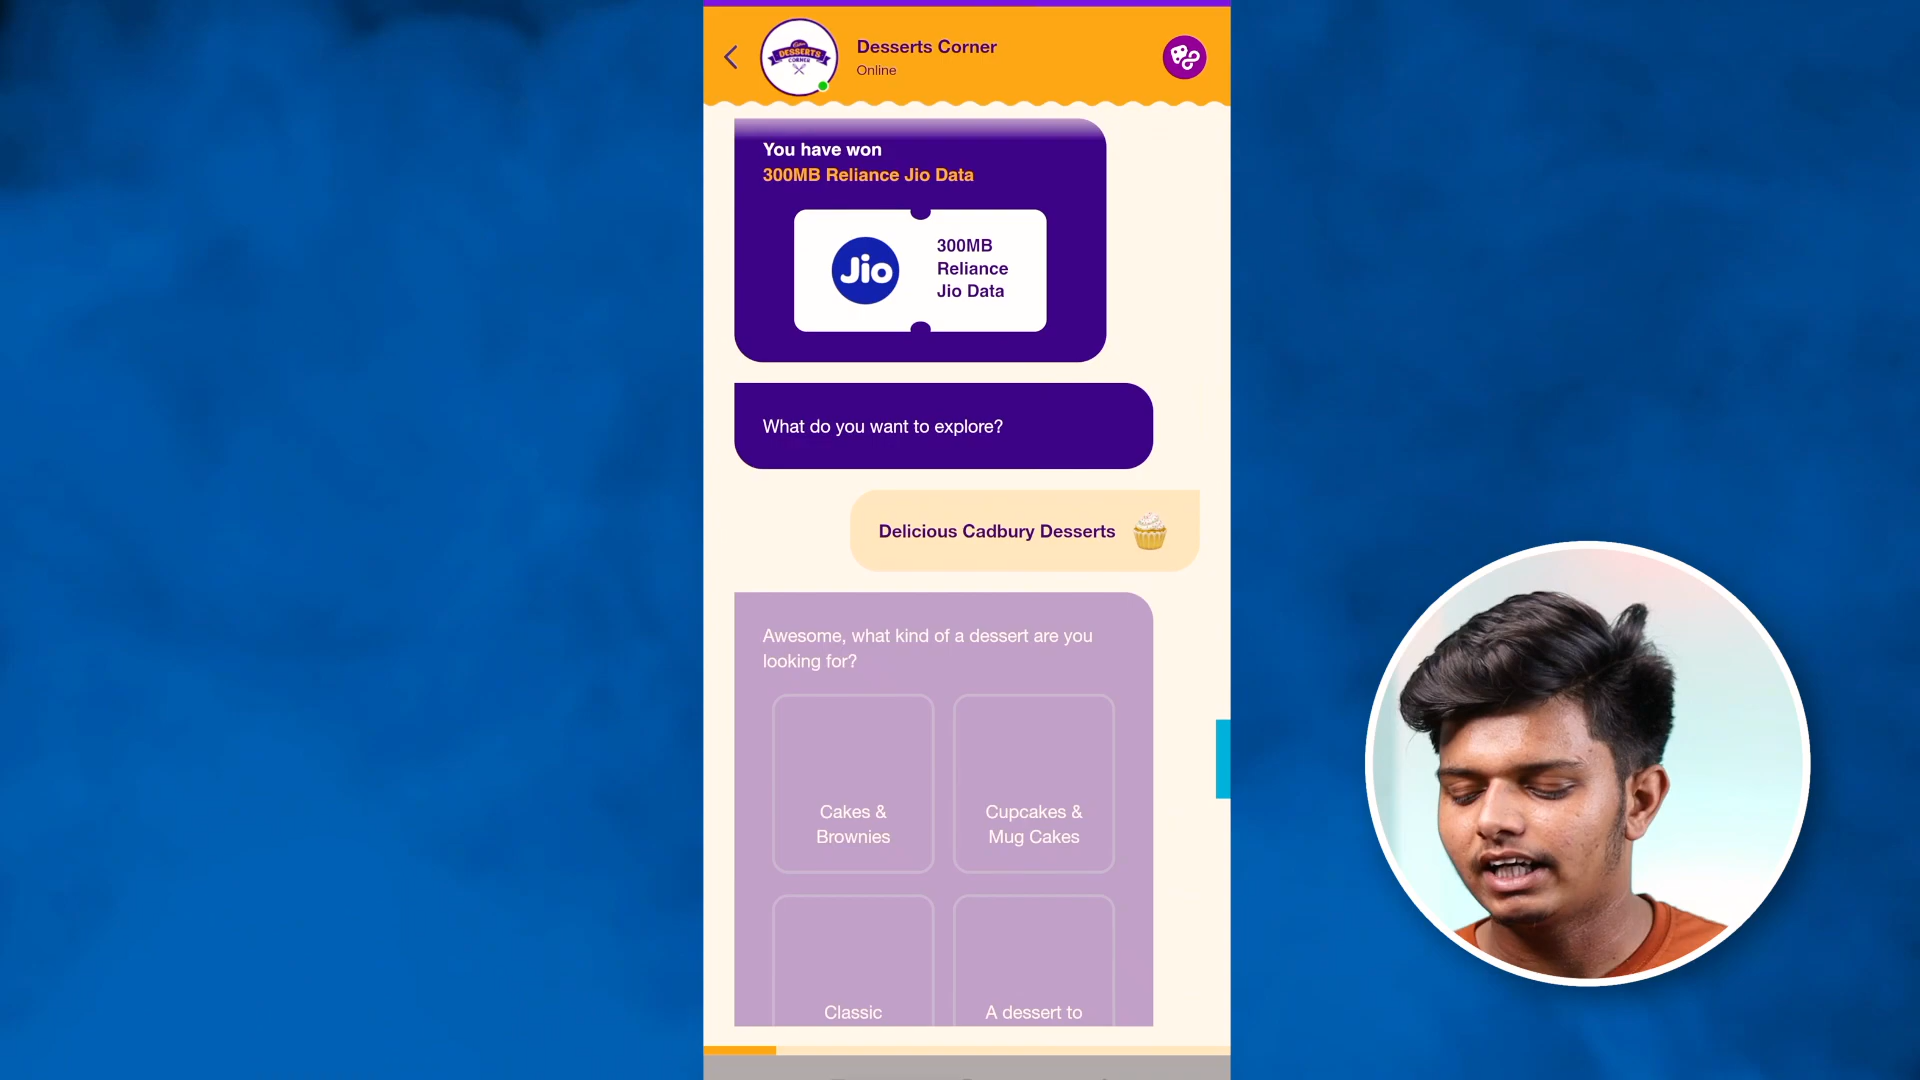 DESSERTS
CORNER
Desserts Corner
Online
You have won
300MB Reliance Jio Data
Jio
300MB
Reliance
Jio Data
What do you want to explore?
Delicious Cadbury Desserts
Awesome, what kind of a dessert are you
looking for?
Cakes &
Brownies
Cupcakes &
Mug Cakes
Classic
A dessert to